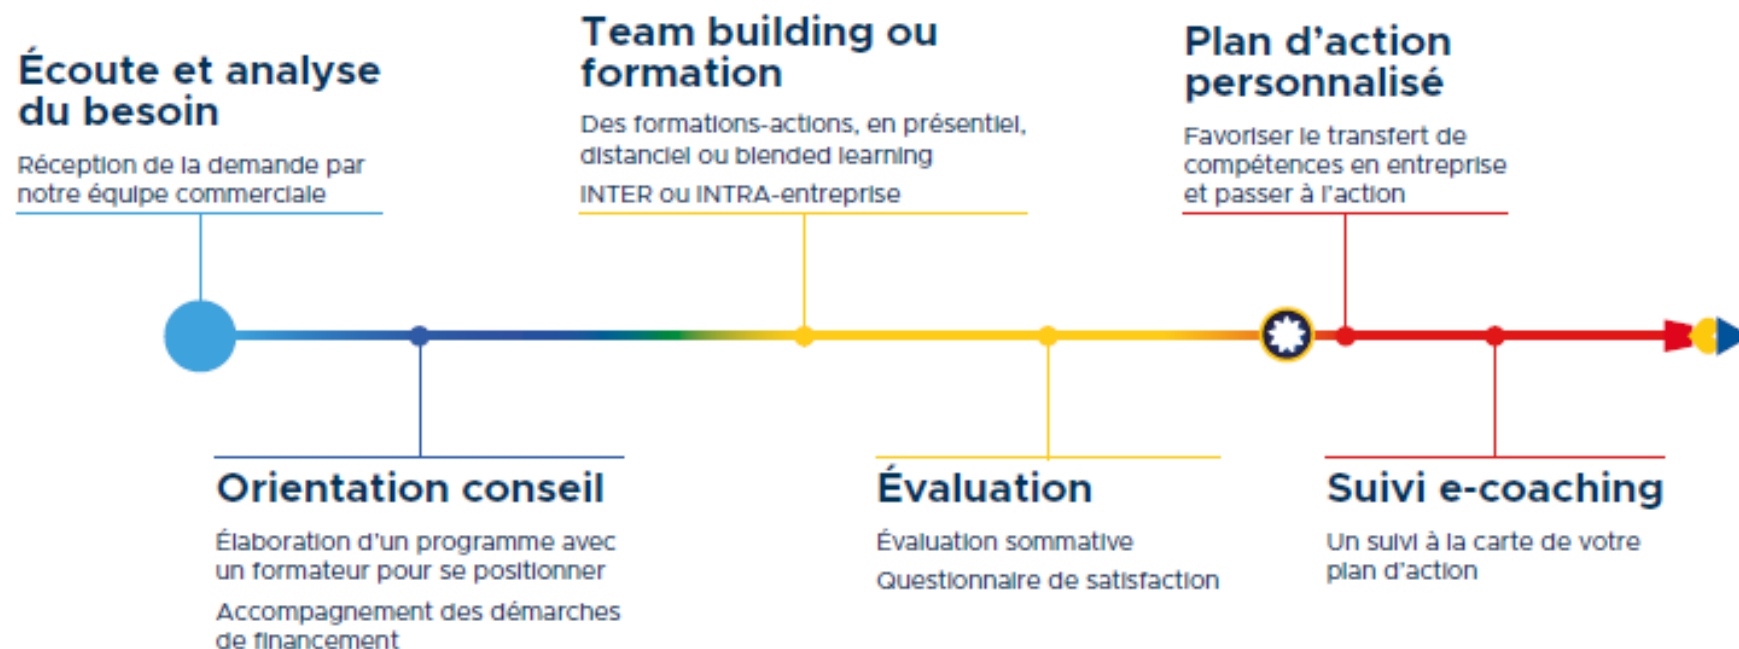 Écoute et analyse
du besoin
Réception de la demande par
notre équipe commerciale
Orientation conseil
Élaboration d'un programme avec
un formateur pour se positionner
Accompagnement des démarches
de financement
Team building ou
formation
Des formations-actions, en présentiel,
distanciel ou blended learning
INTER ou INTRA-entreprise
Évaluation
Évaluation sommative
Questionnaire de satisfaction
Plan d'action
personnalisé
Favoriser le transfert de
compétences en entreprise
et passer à l'action
Suivi e-coaching
Un suivi à la carte de votre
plan d'action